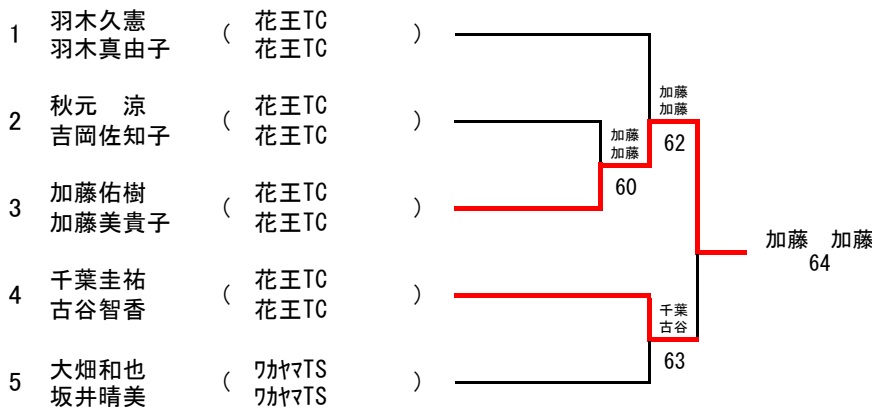 1 羽木久憲 ( 花王TC )
羽木真由子 花王TC
加藤
加藤
62
2 秋元　涼 ( 花王TC )
吉岡佐知子 花王TC
加藤
加藤
60
3 加藤佑樹 ( 花王TC )
加藤美貴子 花王TC
加藤　加藤
64
4 千葉圭祐 ( 花王TC )
古谷智香 花王TC
千葉
古谷
63
5 大畑和也 ( ﾜｶﾔﾏTS )
坂井晴美 ﾜｶﾔﾏTS